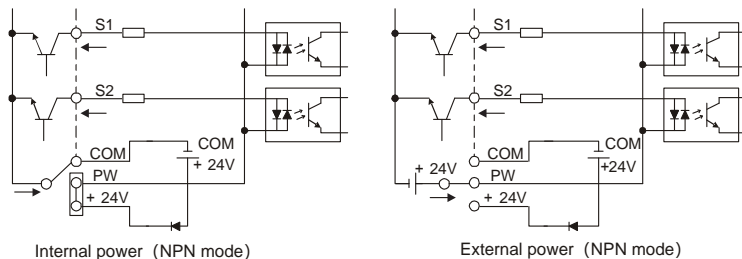 S1
S2
COM
COM
+ 24V
PW
+ 24V
Internal power（NPN mode）
S1
S2
COM
COM
+24V
+ 24V
PW
+ 24V
External power（NPN mode）